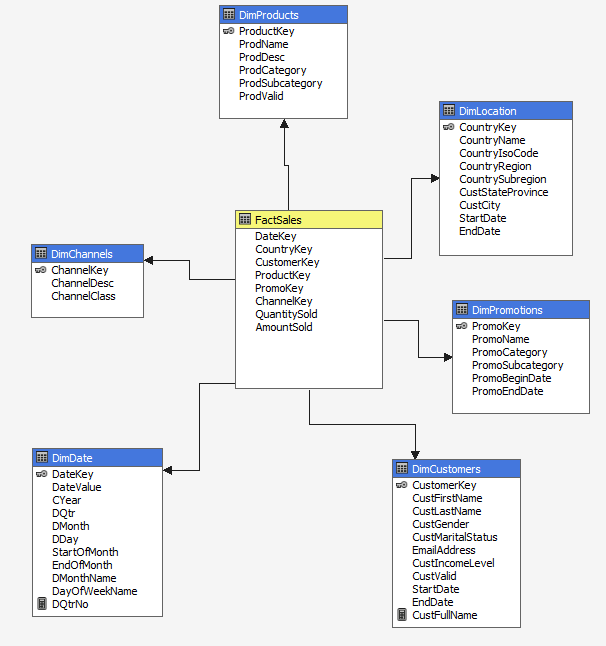 DimProducts
ProductKey
ProdName
ProdDesc
ProdCategory
ProdSubcategory
ProdValid
DimLocation
CountryKey
CountryName
CountryIsoCode
CountryRegion
CountrySubregion
CustStateProvince
CustCity
StartDate
EndDate
FactSales
DateKey
CountryKey
CustomerKey
ProductKey
PromoKey
ChannelKey
QuantitySold
AmountSold
DimChannels
ChannelKey
ChannelDesc
ChannelClass
DimPromotions
PromoKey
PromoName
PromoCategory
PromoSubcategory
PromoBeginDate
PromoEndDate
DimDate
DateKey
DateValue
CYear
DQtr
DMonth
DDay
StartOfMonth
EndOfMonth
DMonthName
DayOfWeekName
DQtrNo
DimCustomers
CustomerKey
CustFirstName
CustLastName
CustGender
CustMaritalStatus
EmailAddress
CustIncomeLevel
CustValid
StartDate
EndDate
CustFullName